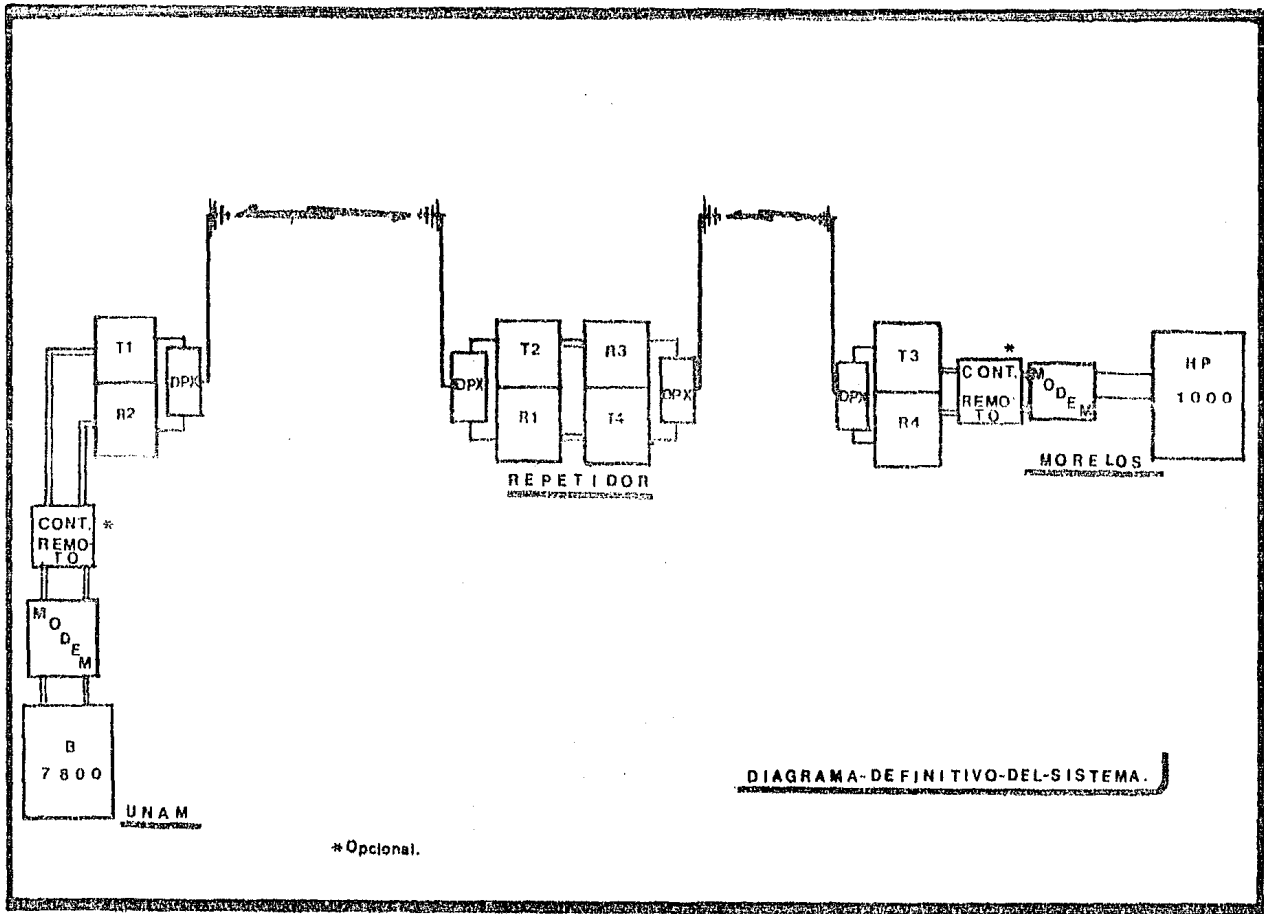 T1
R2
DPX
CONT. *
REMO-
TO
MODEM
B
7800
UNAM
DPX
T2
R1
R3
T4
DPX
REPETIDOR
DPX
T3
R4
*
CONT.
REMO-
TO
MODEM
HP
1000
MORELOS
DIAGRAMA-DEFINITIVO-DEL-SISTEMA.
*Opcional.